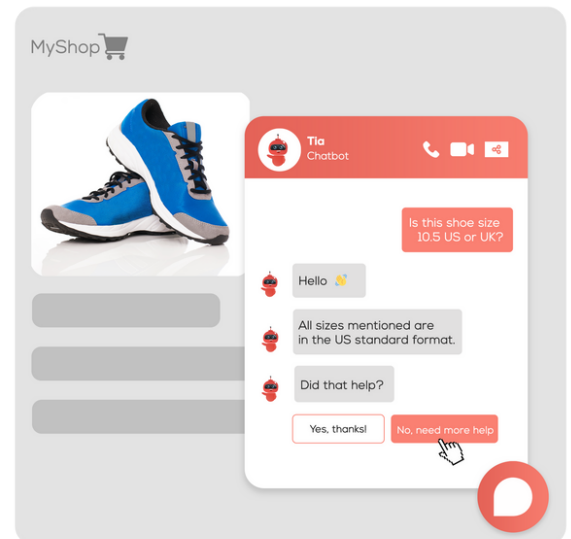 MyShop
Tia
Chatbot
Is this shoe size
10.5 US or UK?
Hello 👋
All sizes mentioned are
in the US standard format.
Did that help?
Yes, thanks!
No, need more help